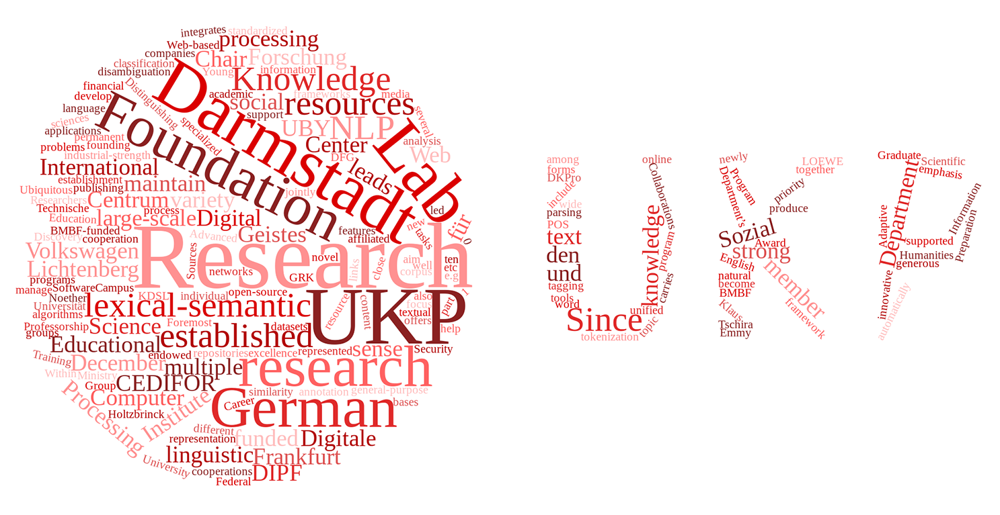 integrates standardized
Web-based processing
companies Chair Forschung
classification Young information
disambiguation Knowledge
financial Distinguishing academic frameworks media
develop Darmstadt social resources several
language Foundation specialized support
sciences UBY NLP Lab
applications
permanent Center analysis
problems founding DFG Web
industrial-strength leads
International
establishment maintain
Ubiquitous publishing jointly
Researchers Centrum variety
Technische process led
Education large-scale Digital new für
BMBF-funded features tasks 0
Discovery cooperation Advanced Geistes affiliated
Volkswagen Research
Sources novel aim ten
Lichtenberg networks links close well etc
programs GRK corpus e.g
manage SoftwareCampus
Noether KDSL individual open-source UKP also 1
Universität lexical-semantic resource content focus part
algorithms textual
Professorship Science Foremost datasets offers
groups established help
Educational endowed repositories excellence represented sense Security
Training December multiple research
Within Ministry
Group CEDIFOR similarity annotation general-purpose
Processing Computer German Career bases
Holtzbrinck Institute
different
representation funded Digitale
linguistic Frankfurt
University cooperations DIPF
Federal
among online
forms Collaborations
DKPro
include
wide
parsing
POS knowledge
text program
den
und
tagging carries
tools
word
Since unified
tokenization topic
newly LOEWE
Department's Program together
priority
produce
Sozial
Award
strong
English member
natural
become
BMBF
Klaus framework
Tschira
Emmy
Graduate Scientific
Department emphasis
Information
Adaptive Preparation
supported
Humanities
generous
innovative
automatically